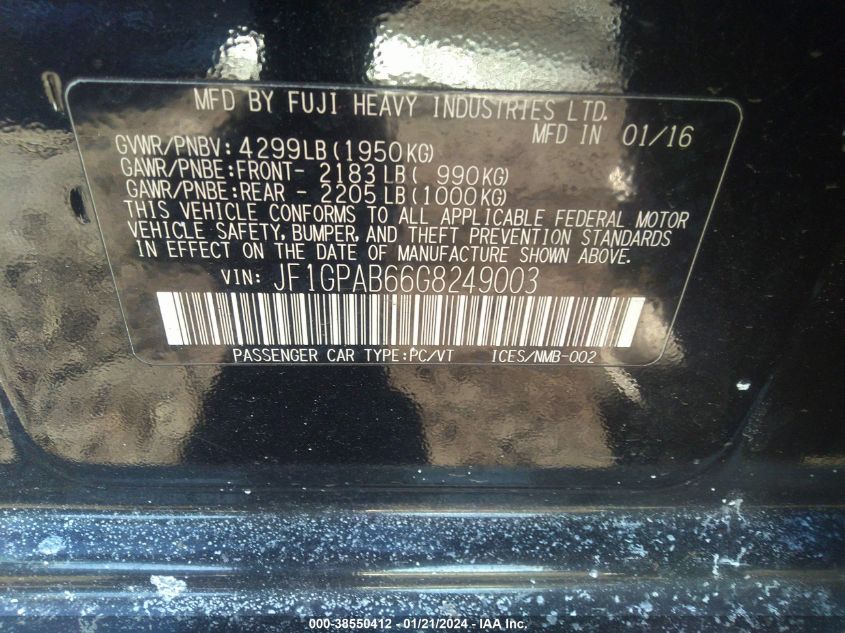 MFD BY FUJI HEAVY INDUSTRIES LTD.
MFD IN 01/16
GVWR/PNBV: 4299LB(1950KG)
GAWR/PNBE:FRONT- 2183LB( 990KG)
GAWR/PNBE:REAR - 2205LB(1000KG)
THIS VEHICLE CONFORMS TO ALL APPLICABLE FEDERAL MOTOR
VEHICLE SAFETY, BUMPER, AND THEFT PREVENTION STANDARDS
IN EFFECT ON THE DATE OF MANUFACTURE SHOWN ABOVE.
VIN: JF1GPAB66G8249003
PASSENGER CAR TYPE:PC/VT ICES/NMB-002
000-38550412 - 01/21/2024 - IAA Inc.